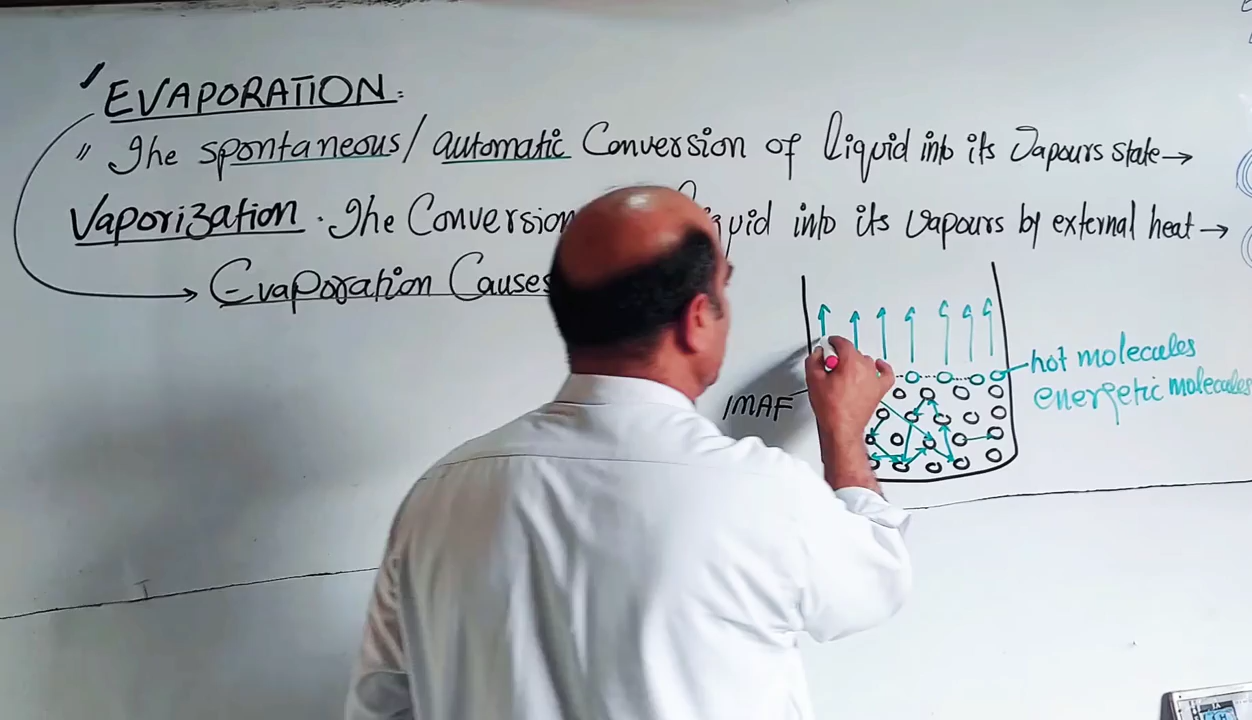 EVAPORATION:
" The spontaneous/ automatic Conversion of liquid into its Vapours state→
Vaporization . The Conversion quid into its vapours by external heat →
Evaporation Causes
hot molecules
energetic molecules
IMAF